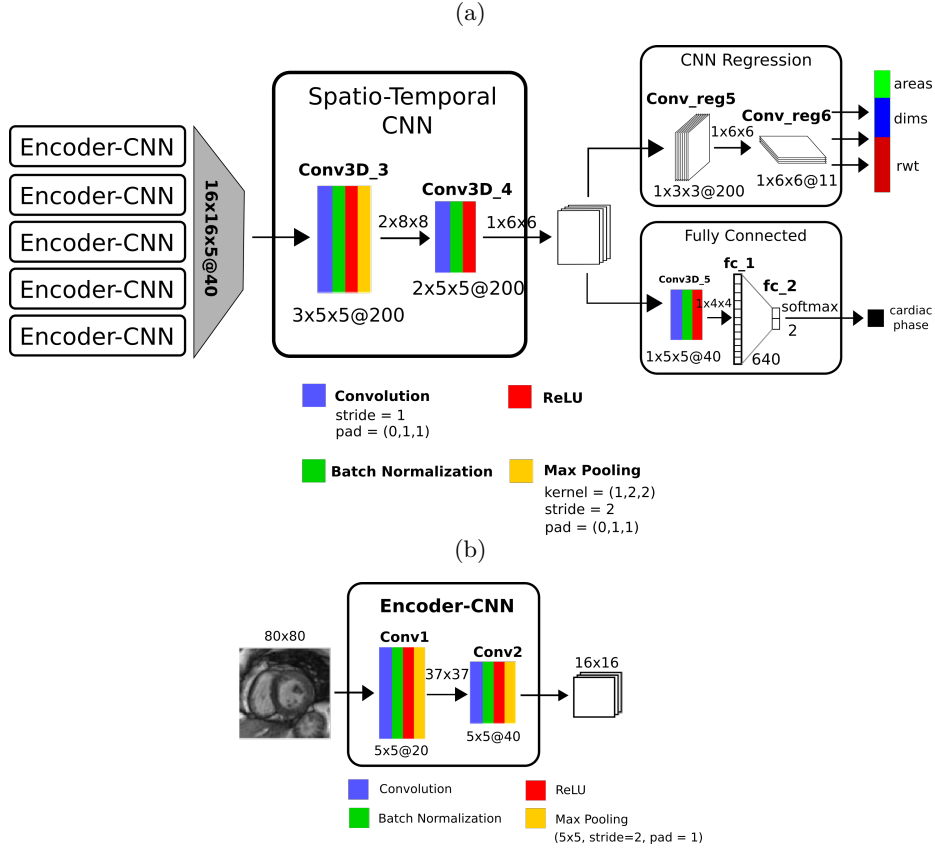 (a)
Encoder-CNN
Encoder-CNN
Encoder-CNN
Encoder-CNN
Encoder-CNN
16x16x5@40
Spatio-Temporal
CNN
Conv3D_3
2x8x8
3x5x5@200
Conv3D_4
1x6x6
2x5x5@200
CNN Regression
Conv_reg5
1x6x6
1x3x3@200
Conv_reg6
1x6x6@11
areas
dims
rwt
Fully Connected
Conv3D_5
1x4x4
1x5x5@40
fc_1
640
fc_2
softmax
2
cardiac
phase
Convolution
stride = 1
pad = (0,1,1)
ReLU
Batch Normalization
Max Pooling
kernel = (1,2,2)
stride = 2
pad = (0,1,1)
(b)
80x80
Encoder-CNN
Conv1
37x37
5x5@20
Conv2
5x5@40
16x16
Convolution
ReLU
Batch Normalization
Max Pooling
(5x5, stride=2, pad = 1)